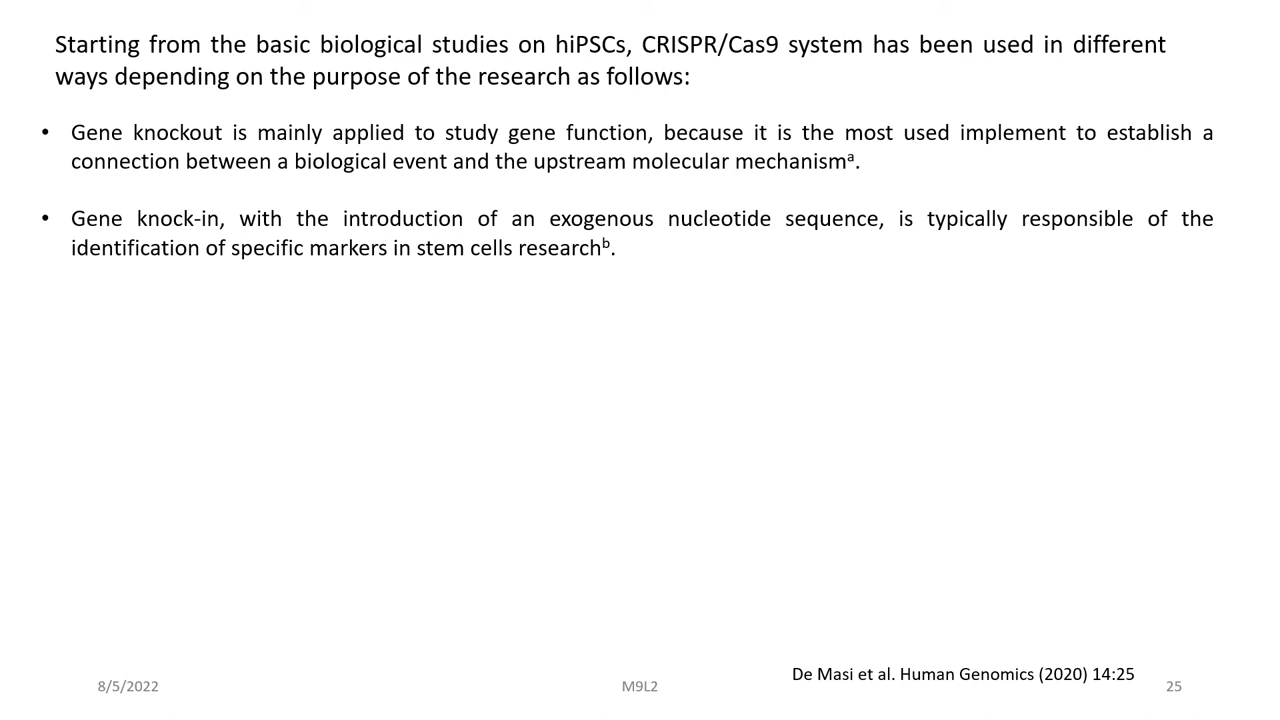 Starting from the basic biological studies on hiPSCs, CRISPR/Cas9 system has been used in different
ways depending on the purpose of the research as follows:
• Gene knockout is mainly applied to study gene function, because it is the most used implement to establish a
connection between a biological event and the upstream molecular mechanismᵃ.
• Gene knock-in, with the introduction of an exogenous nucleotide sequence, is typically responsible of the
identification of specific markers in stem cells researchᵇ.
De Masi et al. Human Genomics (2020) 14:25
8/5/2022
M9L2
25